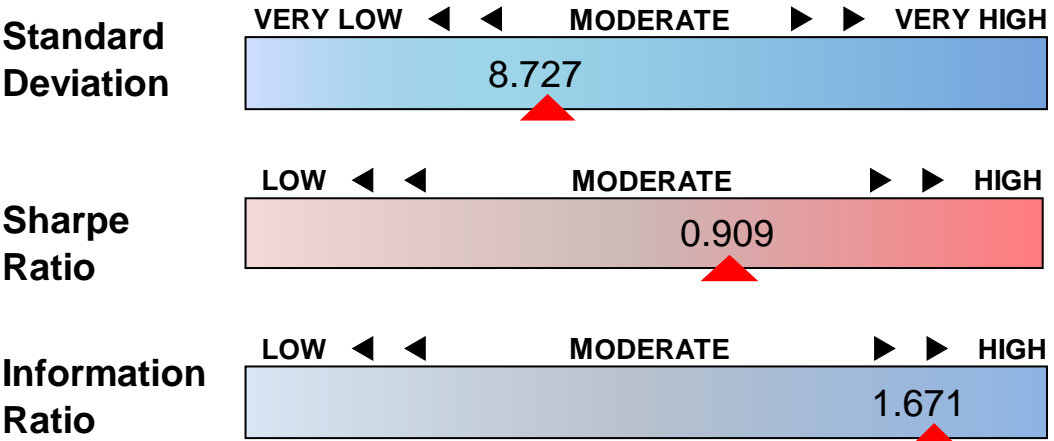 VERY LOW ◀ ◀ MODERATE ▶ ▶ VERY HIGH
Standard
Deviation
8.727
LOW ◀ ◀ MODERATE ▶ ▶ HIGH
Sharpe
Ratio
0.909
LOW ◀ ◀ MODERATE ▶ ▶ HIGH
Information
Ratio
1.671